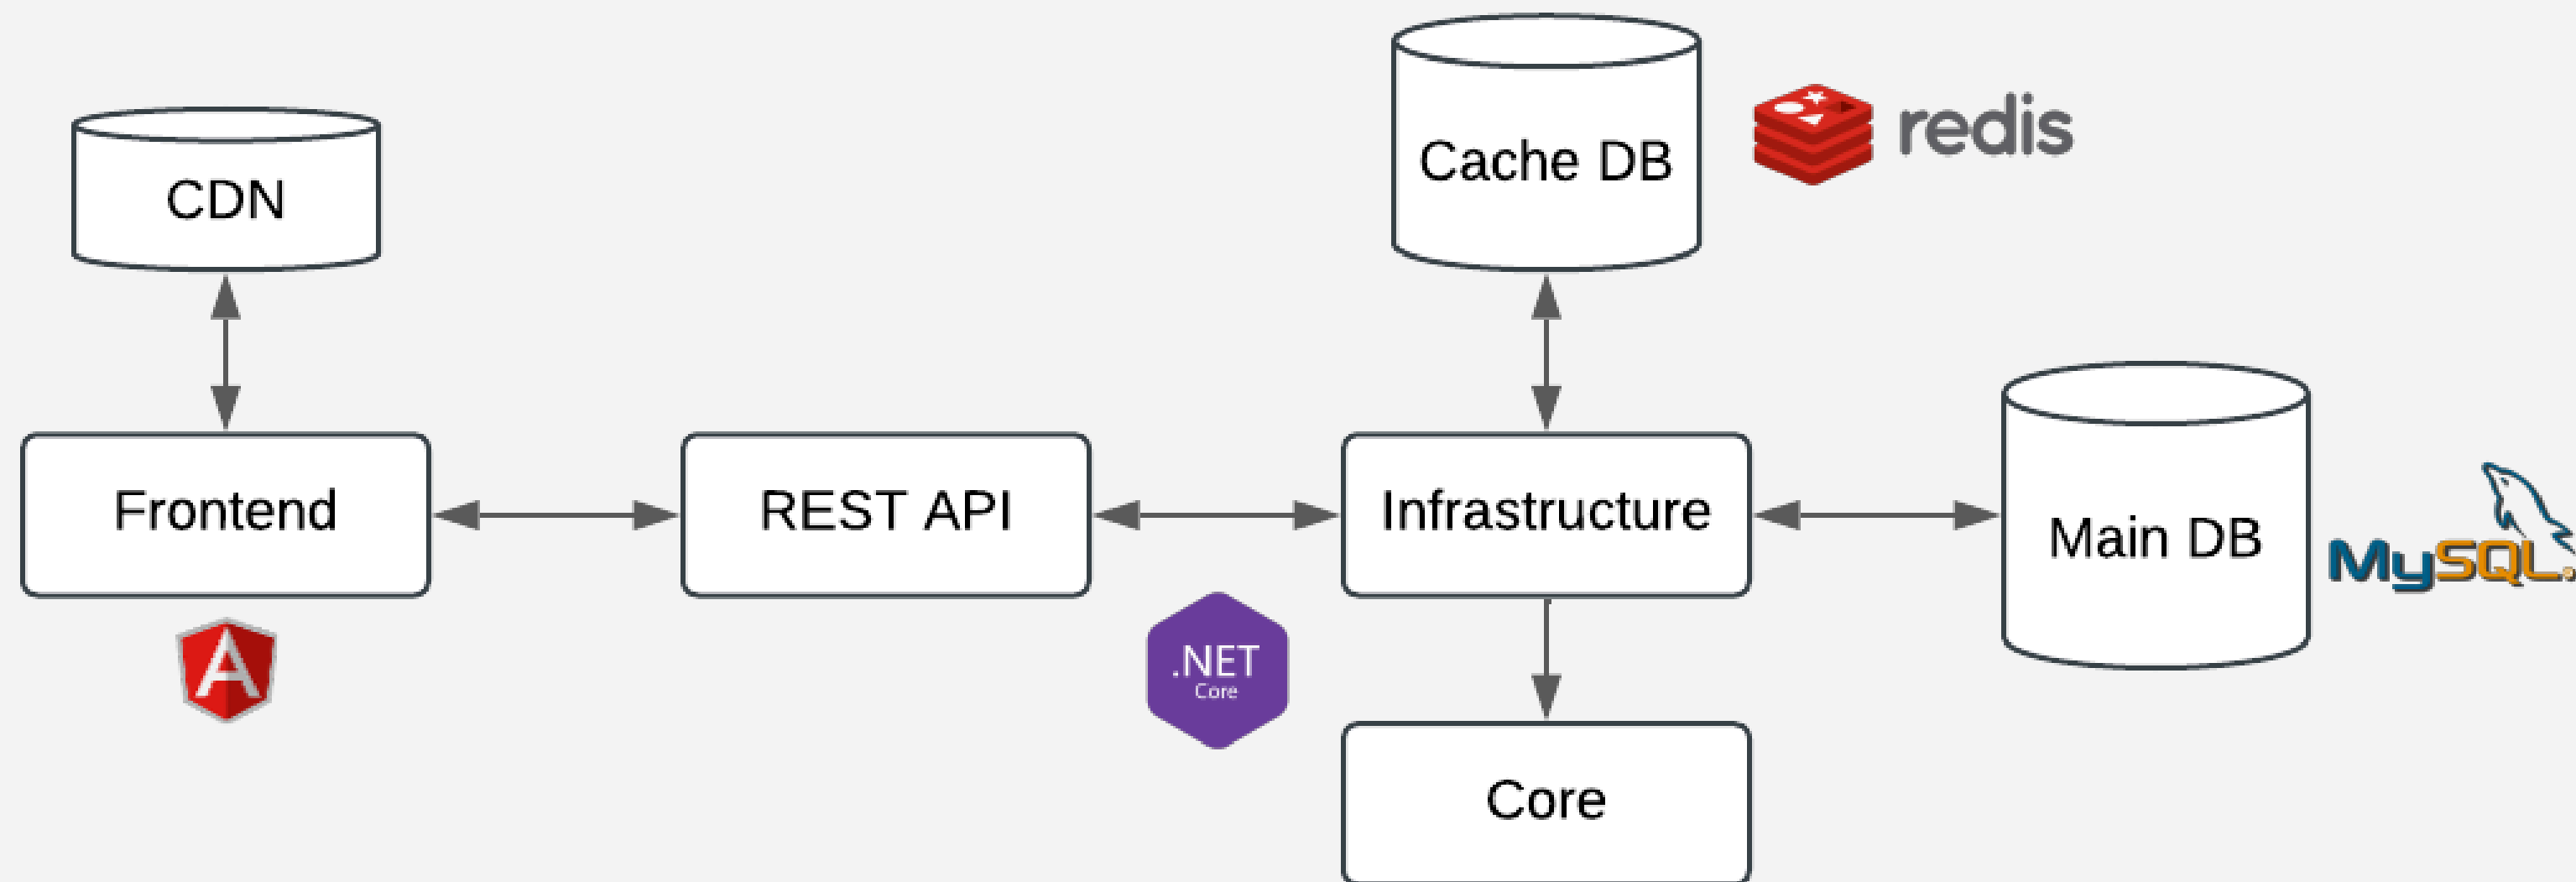 CDN
Cache DB
redis
Frontend
REST API
Infrastructure
Main DB
MySQL.
A
.NET
Core
Core